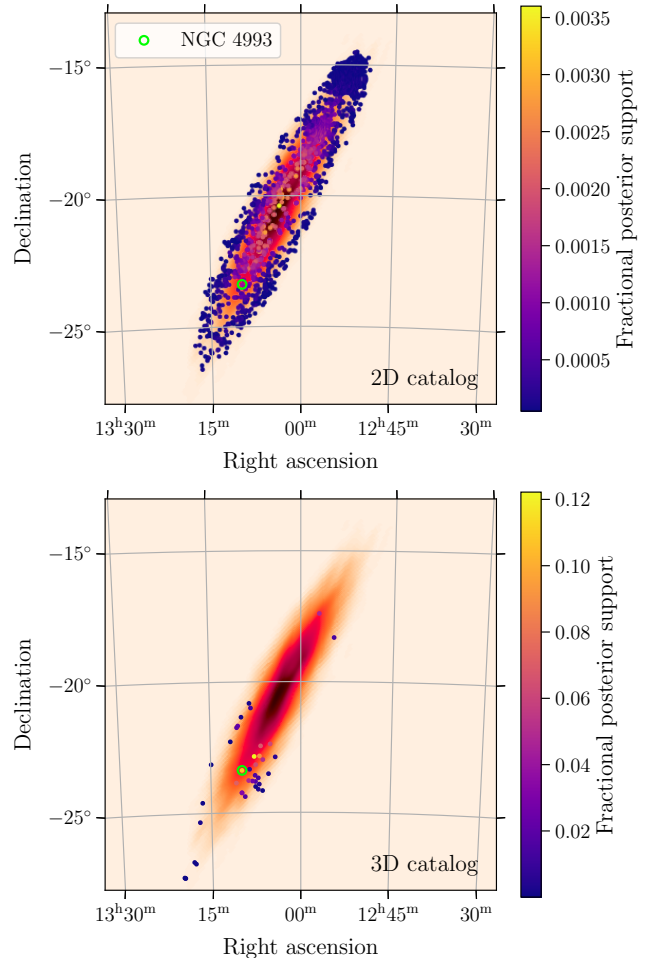 NGC 4993
−15°
−20°
−25°
Declination
2D catalog
13ʰ30ᵐ
15ᵐ
00ᵐ
12ʰ45ᵐ
30ᵐ
Right ascension
0.0035
0.0030
0.0025
0.0020
0.0015
0.0010
0.0005
Fractional posterior support
−15°
−20°
−25°
Declination
3D catalog
13ʰ30ᵐ
15ᵐ
00ᵐ
12ʰ45ᵐ
30ᵐ
Right ascension
0.12
0.10
0.08
0.06
0.04
0.02
Fractional posterior support